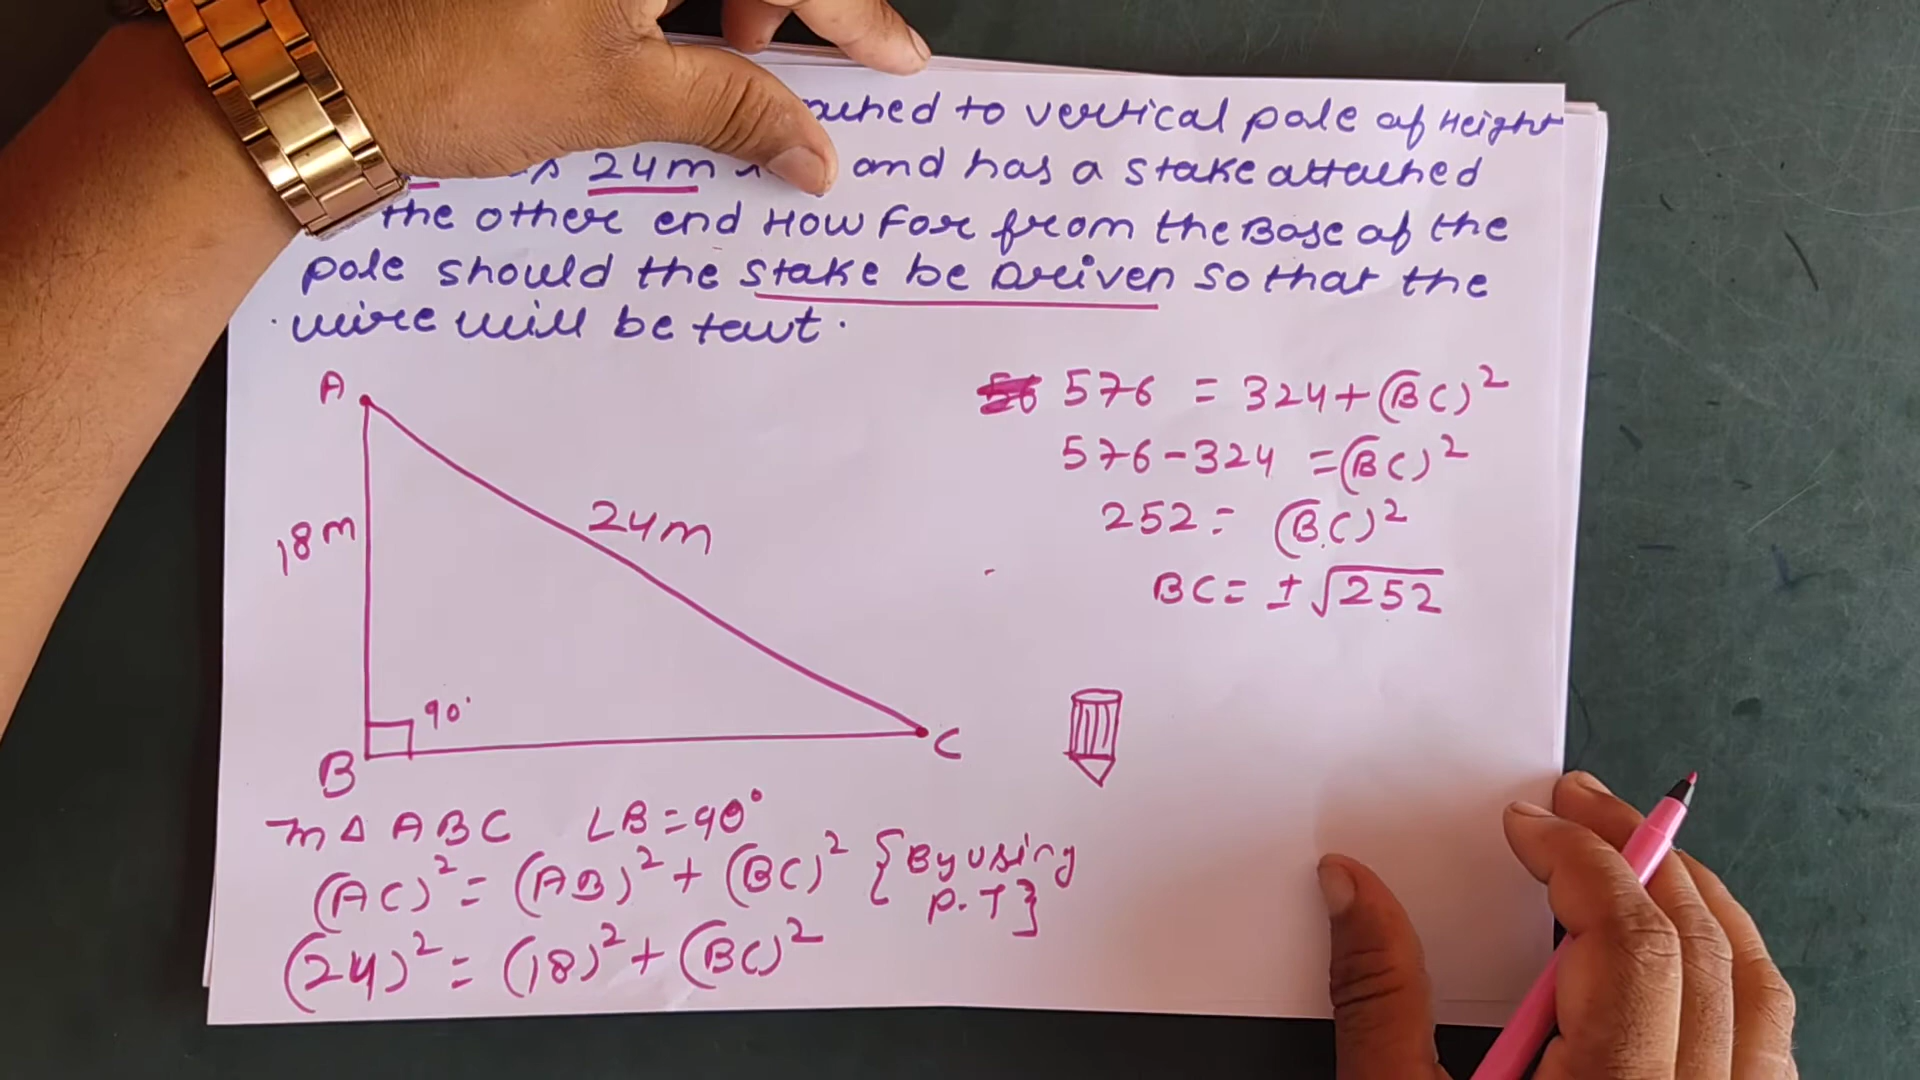 to vertical pole of Height
24m and has a stake attached
the other end How For from the Base of the
pole should the stake be Driven so that the
wire will be taut.
A
18m
24m
90°
B
C
In Δ ABC ∠B = 90°
(AC)² = (AB)² + (BC)² {By using
P.T}
(24)² = (18)² + (BC)²
576 = 324 + (BC)²
576 - 324 = (BC)²
252 = (BC)²
BC = ± √252